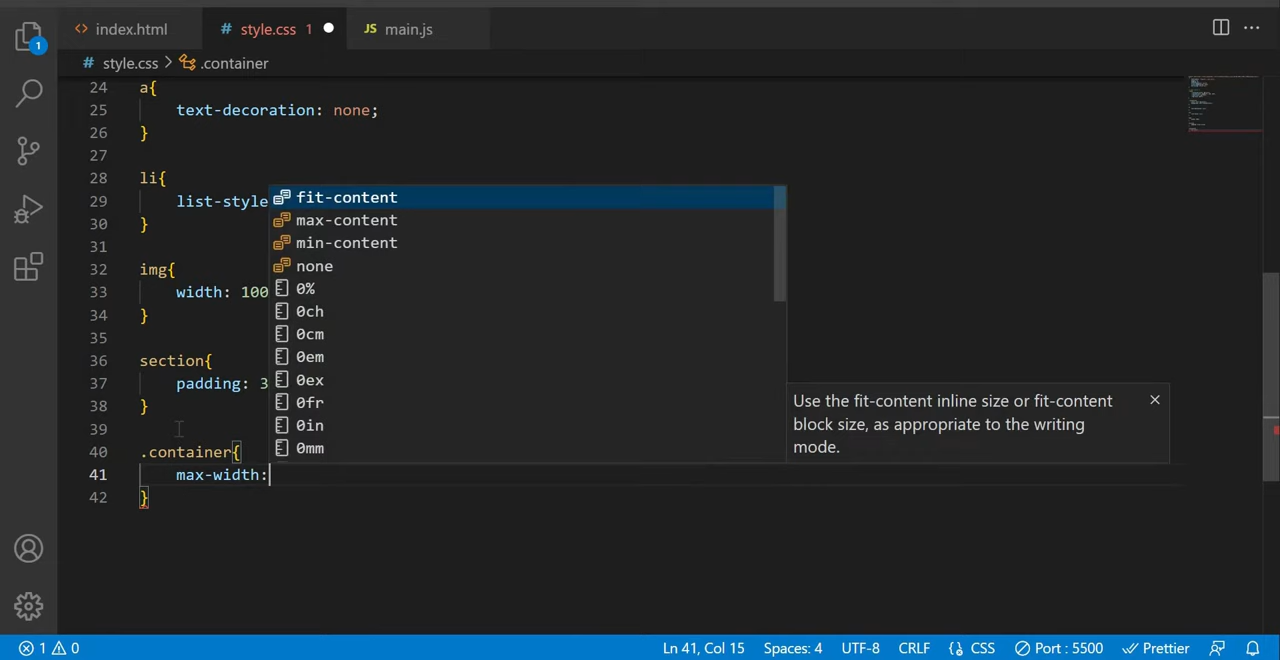 index.html
# style.css 1
JS main.js
1
# style.css > .container
24 a{
25 text-decoration: none;
26 }
27
28 li{
29 list-style
30 }
31
32 img{
33 width: 100
34 }
35
36 section{
37 padding: 3
38 }
39
40 .container{
41 max-width:
42 }
fit-content
max-content
min-content
none
0%
0ch
0cm
0em
0ex
0fr
0in
0mm
Use the fit-content inline size or fit-content
block size, as appropriate to the writing
mode.
1 0
Ln 41, Col 15 Spaces: 4 UTF-8 CRLF {} CSS Port : 5500 Prettier